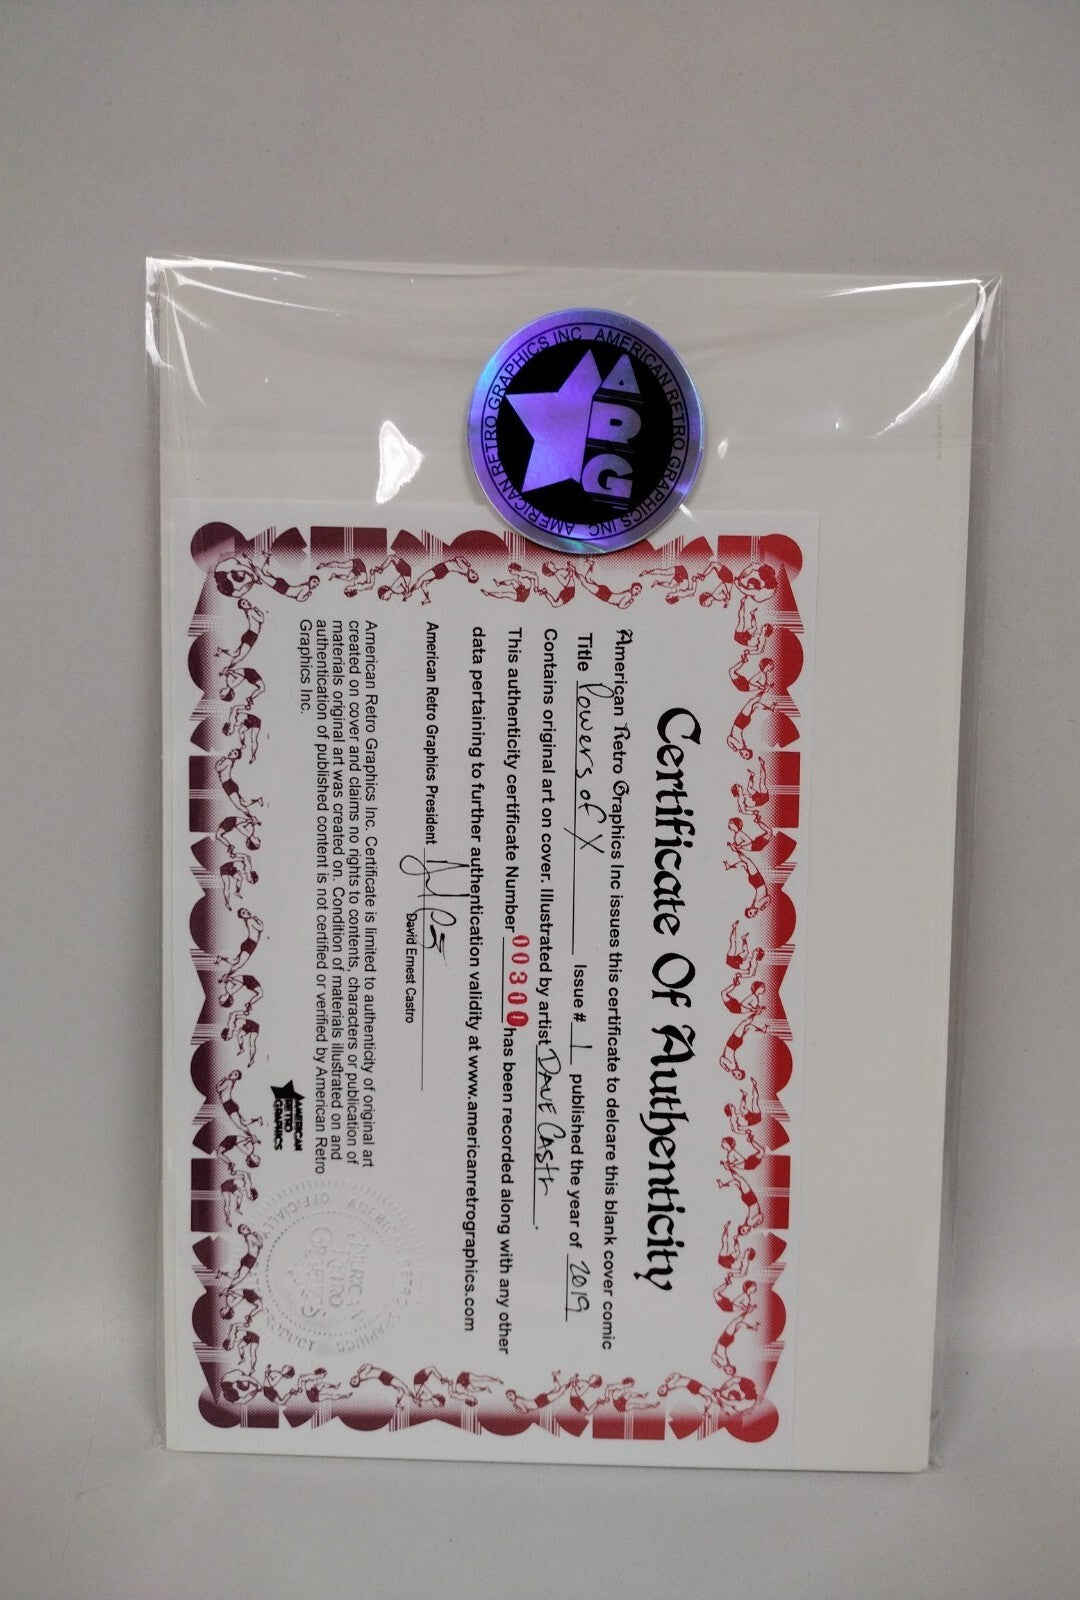 AMERICAN RETRO GRAPHICS INC AMERICAN RETRO GRAPHICS INC
ARG
Certificate Of Authenticity
American Retro Graphics Inc issues this certificate to delcare this blank cover comic
Title Powers of X Issue # 1 published the year of 2019
Contains original art on cover. Illustrated by artist Dave Castr.
This authenticity certificate Number 00300 has been recorded along with any other
data pertaining to further authentication validity at www.americanretrographics.com
American Retro Graphics President
David Ernest Castro
American Retro Graphics Inc. Certificate is limited to authenticity of original art
created on cover and claims no rights to contents, characters or publication of
materials original art was created on. Condition of materials illustrated on and
authentication of published content is not certified or verified by American Retro
Graphics Inc.
AMERICAN
RETRO
GRAPHICS
AMERICAN
RETRO
GRAPHICS